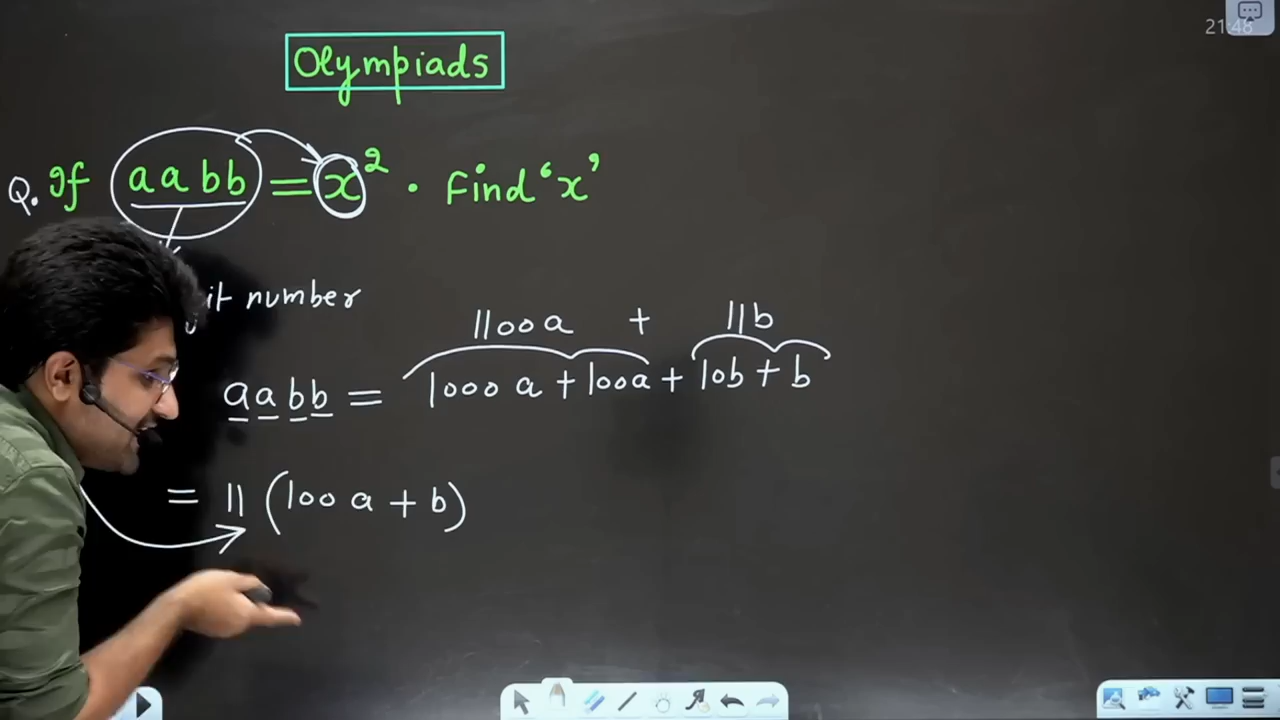 21:48
Olympiads
Q. If aabb = x². Find 'x'
it number
1100a + 11b
aabb = 1000a + 100a + 10b + b
= 11 (100a + b)